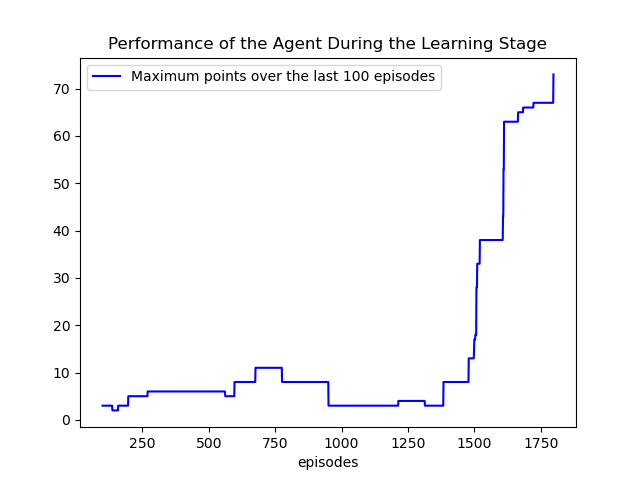 Performance of the Agent During the Learning Stage
Maximum points over the last 100 episodes
70
60
50
40
30
20
10
0
250 500 750 1000 1250 1500 1750
episodes